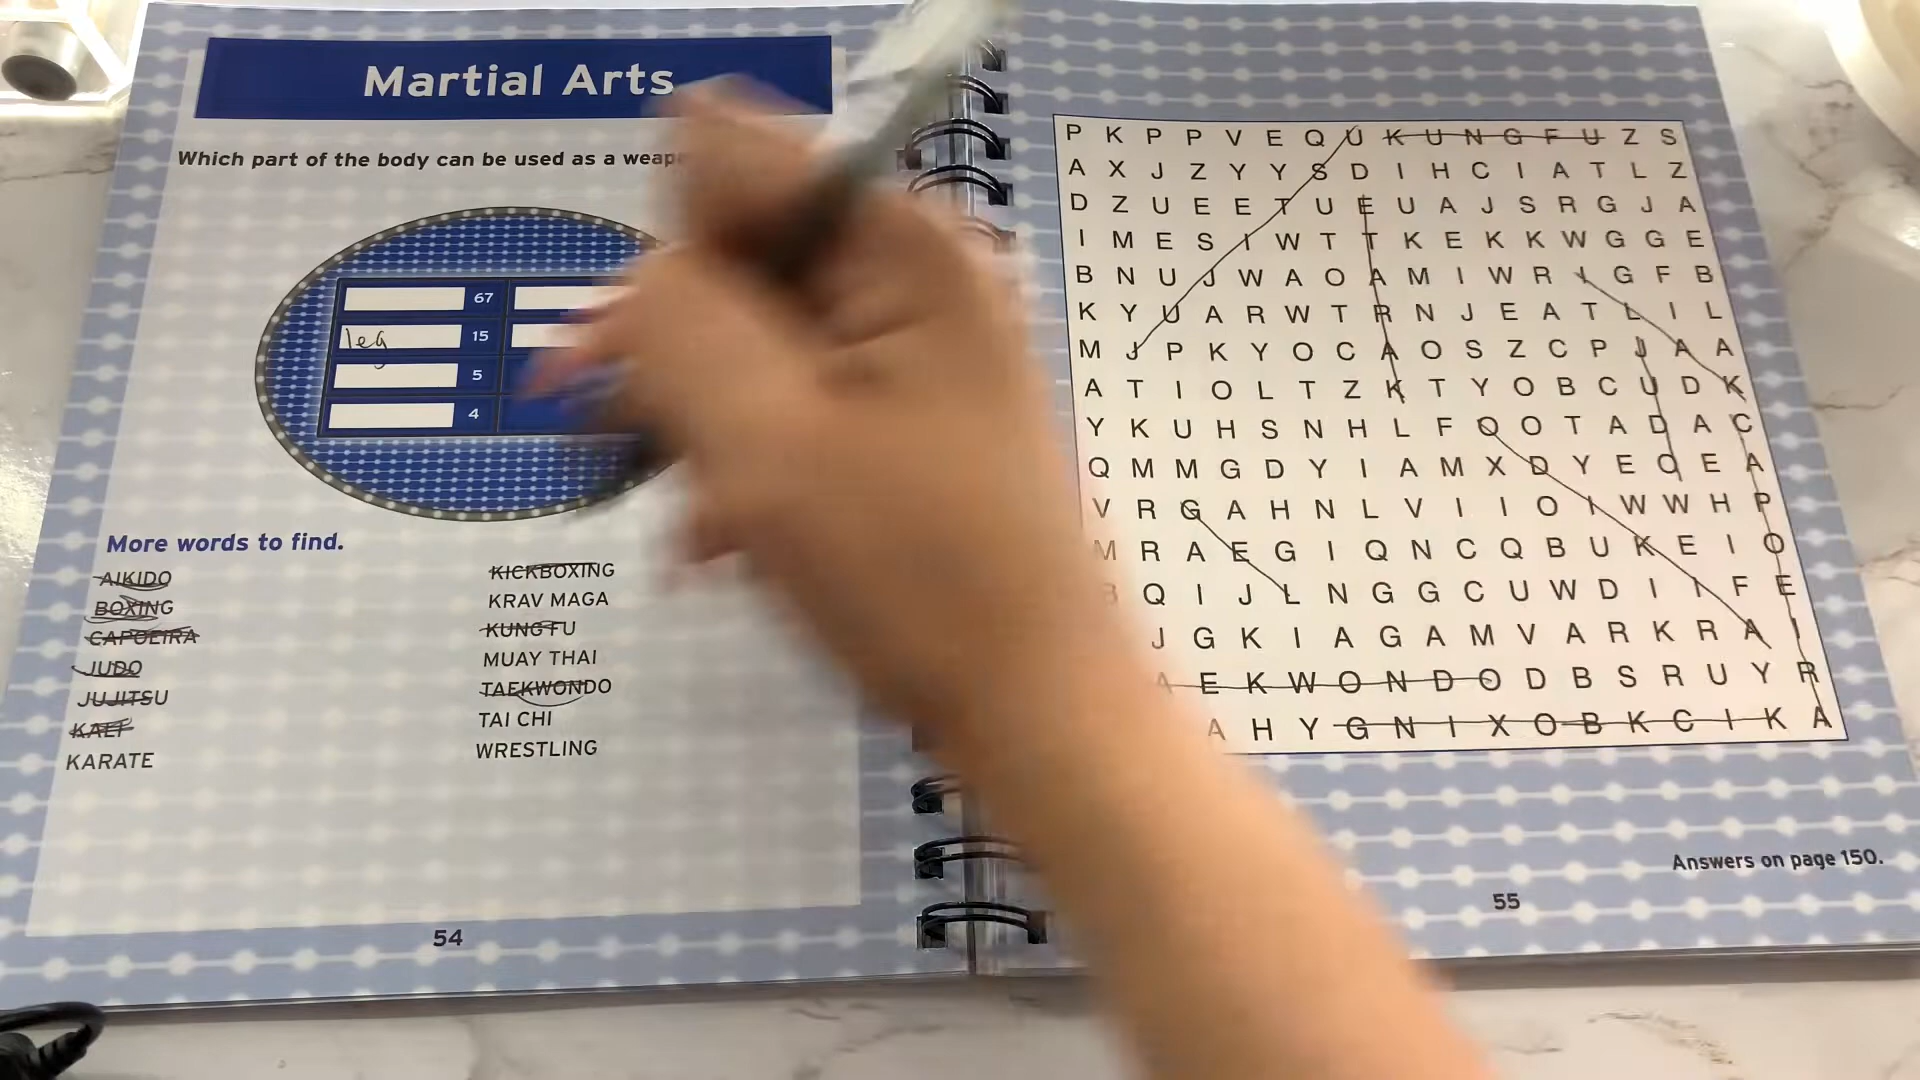 Martial Arts
Which part of the body can be used as a
67
leg 15
5
4
More words to find.
AIKIDO
BOXING
CAPOEIRA
JUDO
JUJITSU
KALI
KARATE
KICKBOXING
KRAV MAGA
KUNG FU
MUAY THAI
TAEKWONDO
TAI CHI
WRESTLING
54
P K P P V E Q U K U N G F U Z S
A X J Z Y Y S D I H C I A T L Z
D Z U E E T U E U A J S R G J A
I M E S I W T T K E K K W G G E
B N U J W A O A M I W R I G F B
K Y U A R W T R N J E A T L I L
M J P K Y O C A O S Z C P J A A
A T I O L T Z K T Y O B C U D K
Y K U H S N H L F O O T A D A C
Q M M G D Y I A M X D Y E O E A
V R G A H N L V I I O I W W H P
M R A E G I Q N C Q B U K E I O
B Q I J L N G G C U W D I I F E
J G K I A G A M V A R K R A I
A E K W O N D O D B S R U Y R
A H Y G N I X O B K C I K A
Answers on page 150.
55